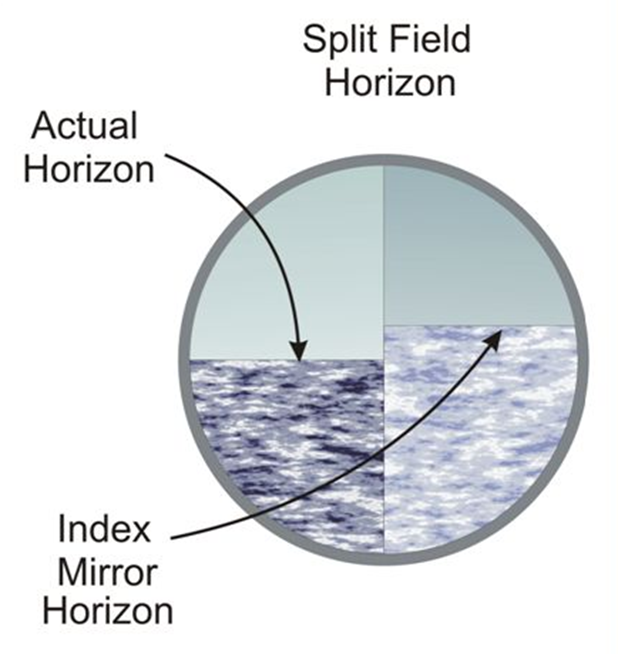 Split Field
Horizon
Actual
Horizon
Index
Mirror
Horizon